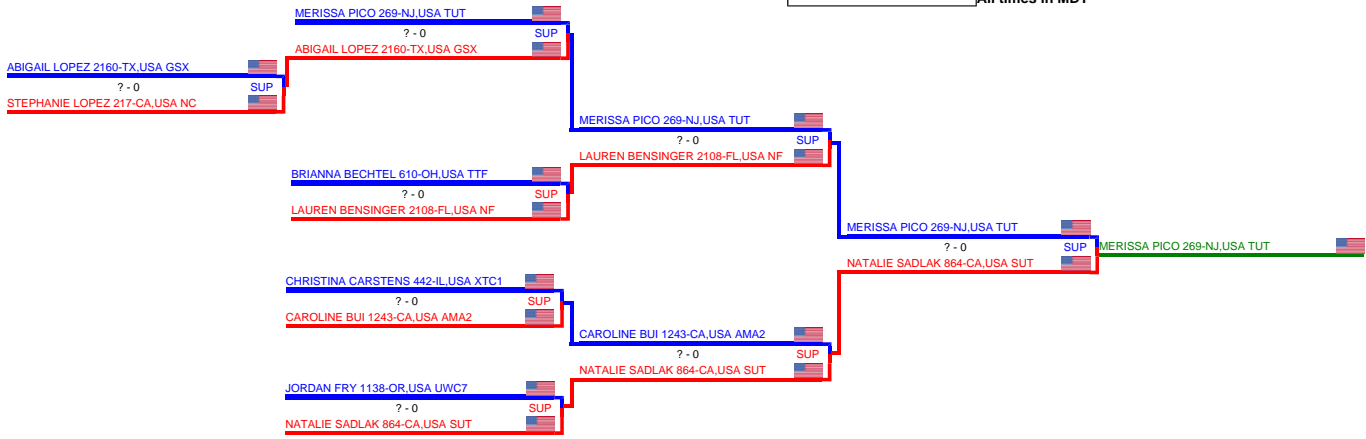 All times in MDT
MERISSA PICO 269-NJ,USA TUT
? - 0
SUP
ABIGAIL LOPEZ 2160-TX,USA GSX
ABIGAIL LOPEZ 2160-TX,USA GSX
? - 0
SUP
STEPHANIE LOPEZ 217-CA,USA NC
MERISSA PICO 269-NJ,USA TUT
? - 0
SUP
LAUREN BENSINGER 2108-FL,USA NF
BRIANNA BECHTEL 610-OH,USA TTF
? - 0
SUP
LAUREN BENSINGER 2108-FL,USA NF
MERISSA PICO 269-NJ,USA TUT
? - 0
SUP
NATALIE SADLAK 864-CA,USA SUT
MERISSA PICO 269-NJ,USA TUT
CHRISTINA CARSTENS 442-IL,USA XTC1
? - 0
SUP
CAROLINE BUI 1243-CA,USA AMA2
CAROLINE BUI 1243-CA,USA AMA2
? - 0
SUP
NATALIE SADLAK 864-CA,USA SUT
JORDAN FRY 1138-OR,USA UWC7
? - 0
SUP
NATALIE SADLAK 864-CA,USA SUT